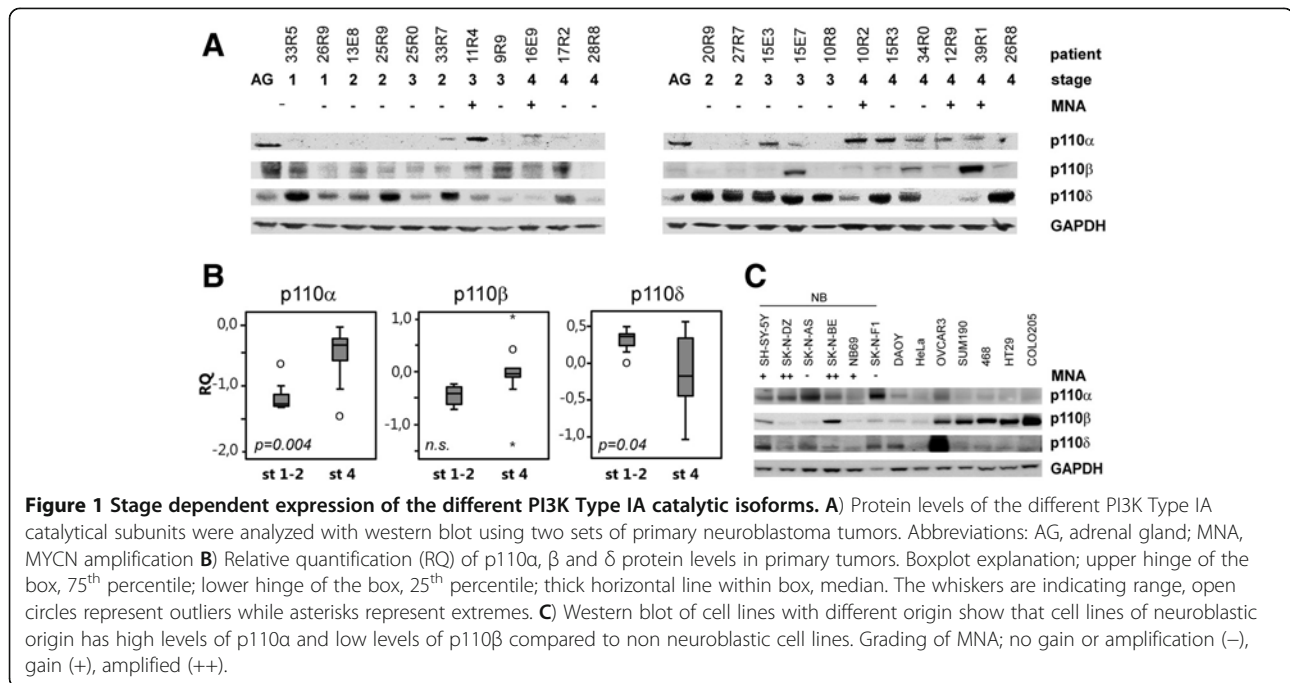 A
33R5 26R9 13E8 25R9 25R0 33R7 11R4 9R9 16E9 17R2 28R8
AG 1 1 2 2 3 2 3 3 4 4 4
- - - - - - + - + - -
20R9 27R7 15E3 15E7 10R8 10R2 15R3 34R0 12R9 39R1 26R8 patient
AG 2 2 3 3 3 4 4 4 4 4 4 stage
- - - - - + - - + + - MNA
p110α
p110β
p110δ
GAPDH
B
p110α
RQ
0,0
-1,0
-2,0
p=0.004
st 1-2 st 4
p110β
1,0
0,0
-1,0
n.s.
st 1-2 st 4
p110δ
0,5
0,0
-0,5
-1,0
p=0.04
st 1-2 st 4
C
NB
SH-SY-5Y SK-N-DZ SK-N-AS SK-N-BE NB69 SK-N-F1 DAOY HeLa OVCAR3 SUM190 468 HT29 COLO205
+ ++ - ++ + - MNA
p110α
p110β
p110δ
GAPDH
Figure 1 Stage dependent expression of the different PI3K Type IA catalytic isoforms. A) Protein levels of the different PI3K Type IA
catalytical subunits were analyzed with western blot using two sets of primary neuroblastoma tumors. Abbreviations: AG, adrenal gland; MNA,
MYCN amplification B) Relative quantification (RQ) of p110α, β and δ protein levels in primary tumors. Boxplot explanation; upper hinge of the
box, 75th percentile; lower hinge of the box, 25th percentile; thick horizontal line within box, median. The whiskers are indicating range, open
circles represent outliers while asterisks represent extremes. C) Western blot of cell lines with different origin show that cell lines of neuroblastic
origin has high levels of p110α and low levels of p110β compared to non neuroblastic cell lines. Grading of MNA; no gain or amplification (−),
gain (+), amplified (++).